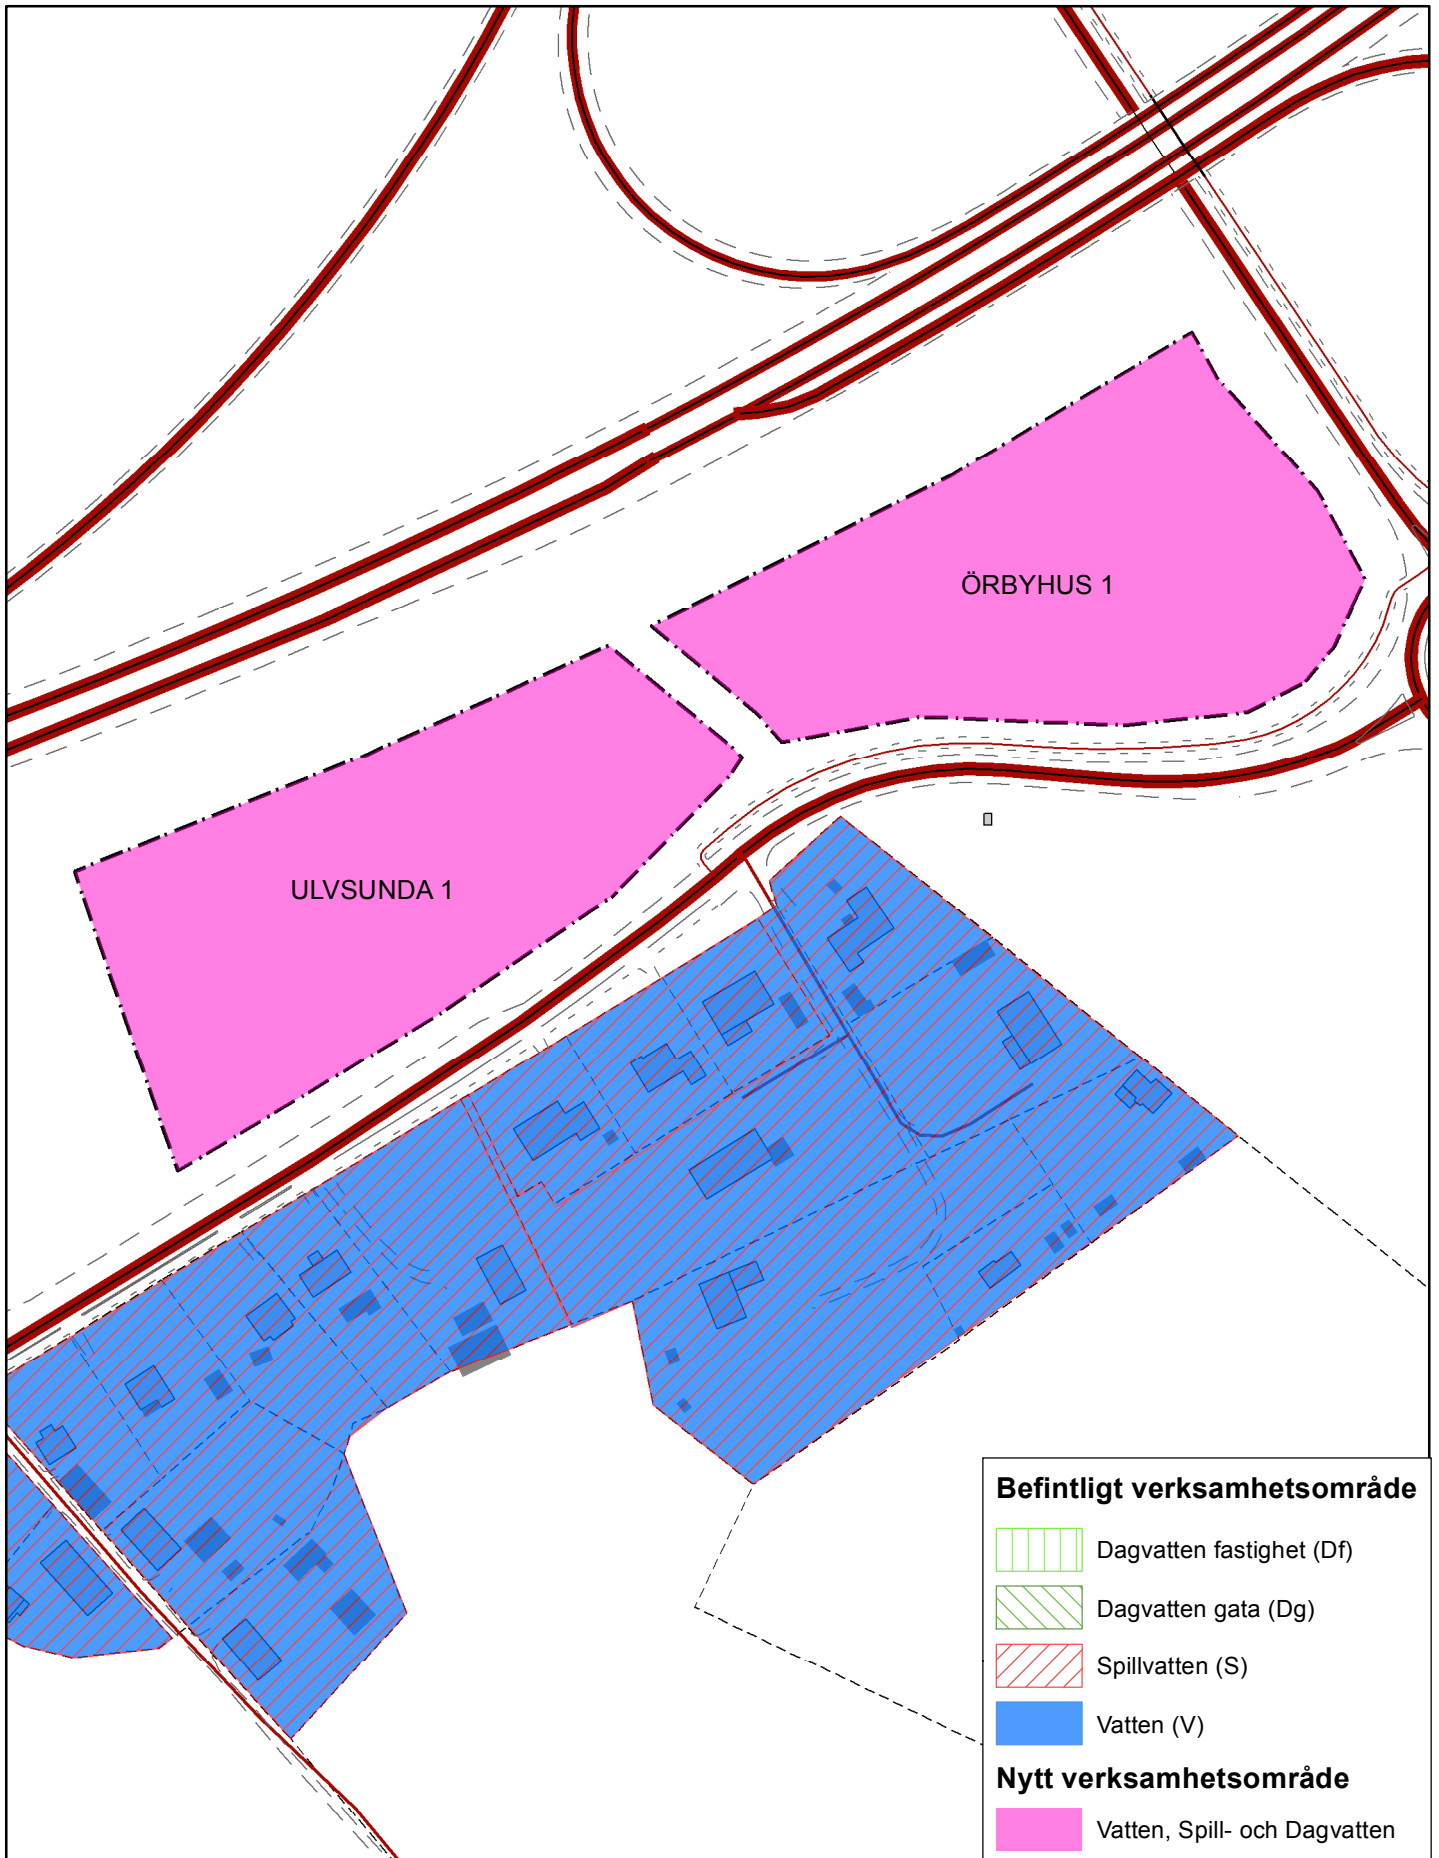 ÖRBYHUS 1
ULVSUNDA 1
Befintligt verksamhetsområde
Dagvatten fastighet (Df)
Dagvatten gata (Dg)
Spillvatten (S)
Vatten (V)
Nytt verksamhetsområde
Vatten, Spill- och Dagvatten